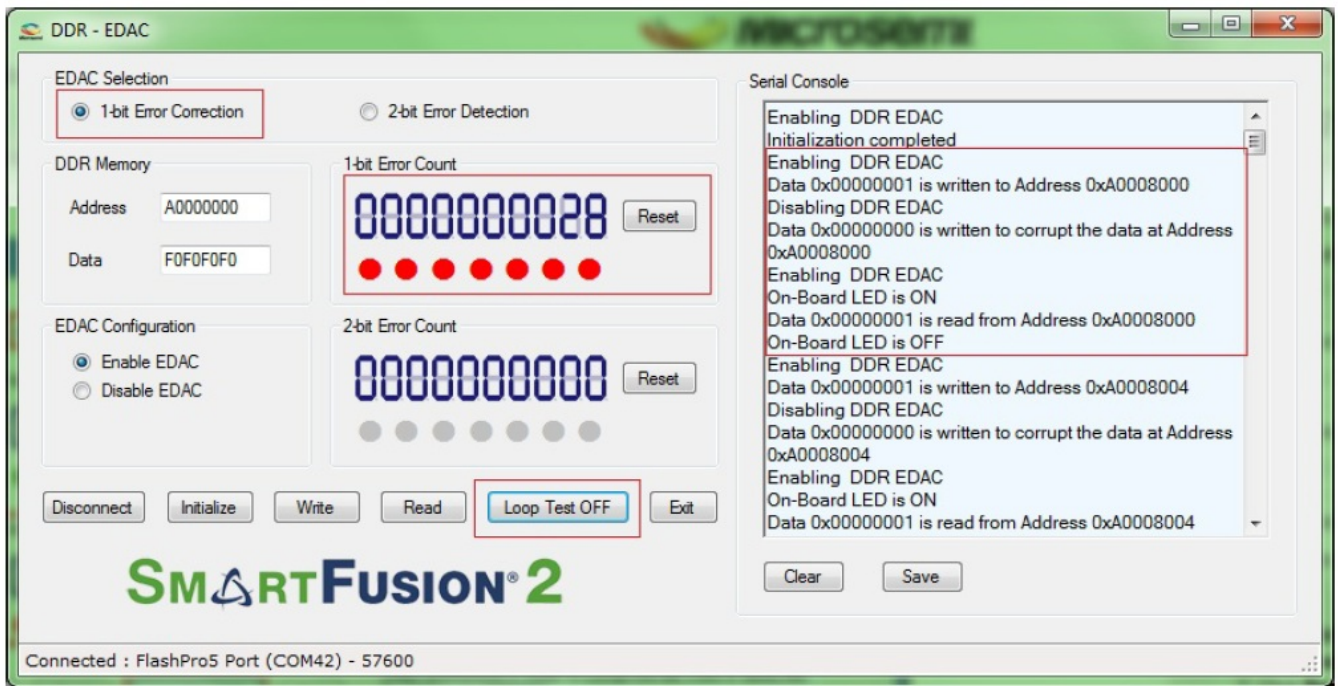 DDR - EDAC
Microsemi
EDAC Selection
1-bit Error Correction
2-bit Error Detection
DDR Memory
Address
A0000000
Data
F0F0F0F0
1-bit Error Count
0000000028
Reset
EDAC Configuration
Enable EDAC
Disable EDAC
2-bit Error Count
0000000000
Reset
Disconnect
Initialize
Write
Read
Loop Test OFF
Exit
SMARTFUSION® 2
Serial Console
Enabling DDR EDAC
Initialization completed
Enabling DDR EDAC
Data 0x00000001 is written to Address 0xA0008000
Disabling DDR EDAC
Data 0x00000000 is written to corrupt the data at Address
0xA0008000
Enabling DDR EDAC
On-Board LED is ON
Data 0x00000001 is read from Address 0xA0008000
On-Board LED is OFF
Enabling DDR EDAC
Data 0x00000001 is written to Address 0xA0008004
Disabling DDR EDAC
Data 0x00000000 is written to corrupt the data at Address
0xA0008004
Enabling DDR EDAC
On-Board LED is ON
Data 0x00000001 is read from Address 0xA0008004
Clear
Save
Connected : FlashPro5 Port (COM42) - 57600